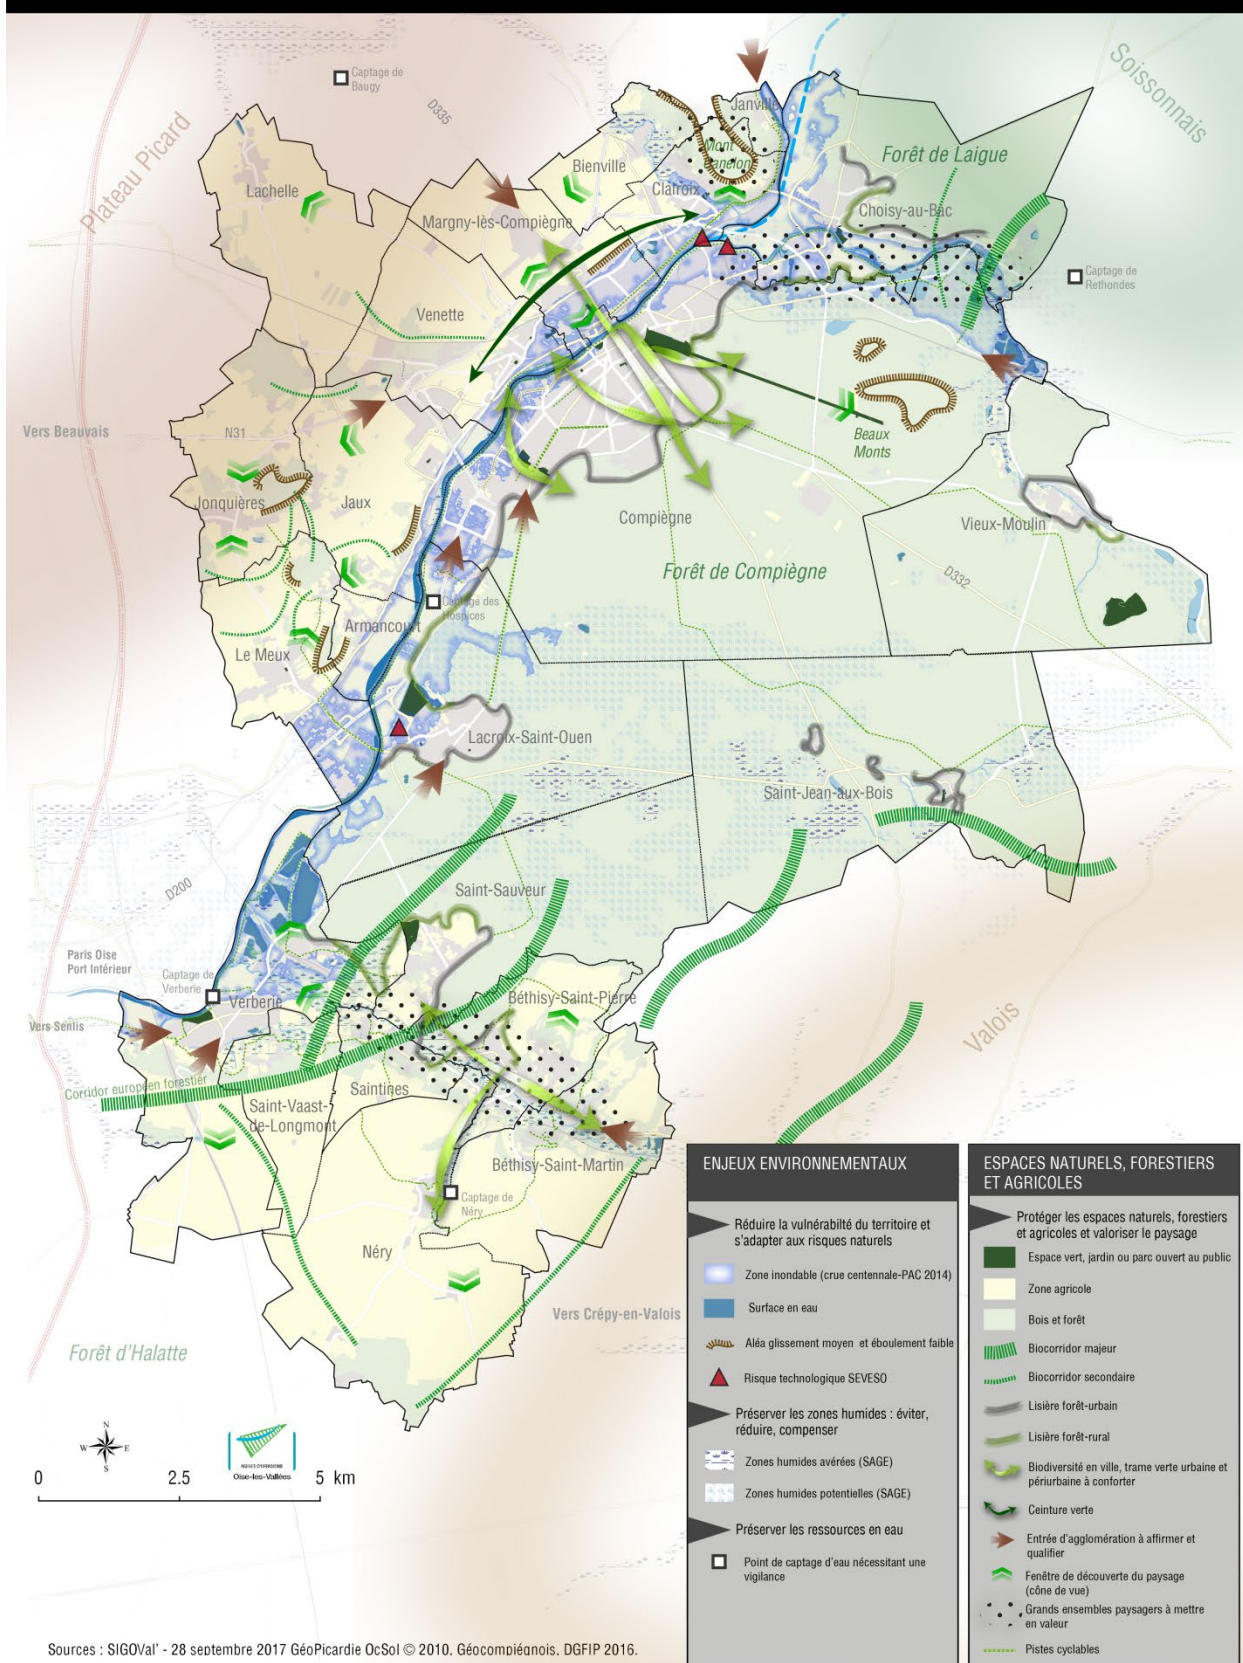 Captage de
Baugy
D335
Plateau Picard
Soissonnais
Janville
Mont
Ganelon
Forêt de Laigue
Bienville
Clairoix
Lachelle
Margny-lès-Compiègne
Choisy-au-Bac
Captage de
Rethondes
Venette
Vers Beauvais
N31
Beaux
Monts
Jonquières
Jaux
Compiègne
Vieux-Moulin
Forêt de Compiègne
D332
Captage des
Hospices
Armancourt
Le Meux
Lacroix-Saint-Ouen
Saint-Jean-aux-Bois
D200
Saint-Sauveur
Paris Oise
Port Intérieur
Captage de
Verberie
Verberie
Béthisy-Saint-Pierre
Vers Senlis
Valois
Corridor européen forestier
Saintines
Saint-Vaast-
de-Longmont
Béthisy-Saint-Martin
Captage de
Néry
Néry
Vers Crépy-en-Valois
Forêt d'Halatte
N
W E
S
AGENCE D'URBANISME
Oise-les-Vallées
0 2.5 5 km
ENJEUX ENVIRONNEMENTAUX
Réduire la vulnérabilté du territoire et
s'adapter aux risques naturels
Zone inondable (crue centennale-PAC 2014)
Surface en eau
Aléa glissement moyen et éboulement faible
Risque technologique SEVESO
Préserver les zones humides : éviter,
réduire, compenser
Zones humides avérées (SAGE)
Zones humides potentielles (SAGE)
Préserver les ressources en eau
Point de captage d'eau nécessitant une
vigilance
ESPACES NATURELS, FORESTIERS
ET AGRICOLES
Protéger les espaces naturels, forestiers
et agricoles et valoriser le paysage
Espace vert, jardin ou parc ouvert au public
Zone agricole
Bois et forêt
Biocorridor majeur
Biocorridor secondaire
Lisière forêt-urbain
Lisière forêt-rural
Biodiversité en ville, trame verte urbaine et
périurbaine à conforter
Ceinture verte
Entrée d'agglomération à affirmer et
qualifier
Fenêtre de découverte du paysage
(cône de vue)
Grands ensembles paysagers à mettre
en valeur
Pistes cyclables
Sources : SIGOVal' - 28 septembre 2017 GéoPicardie OcSol © 2010. Géocompiégnois. DGFIP 2016.